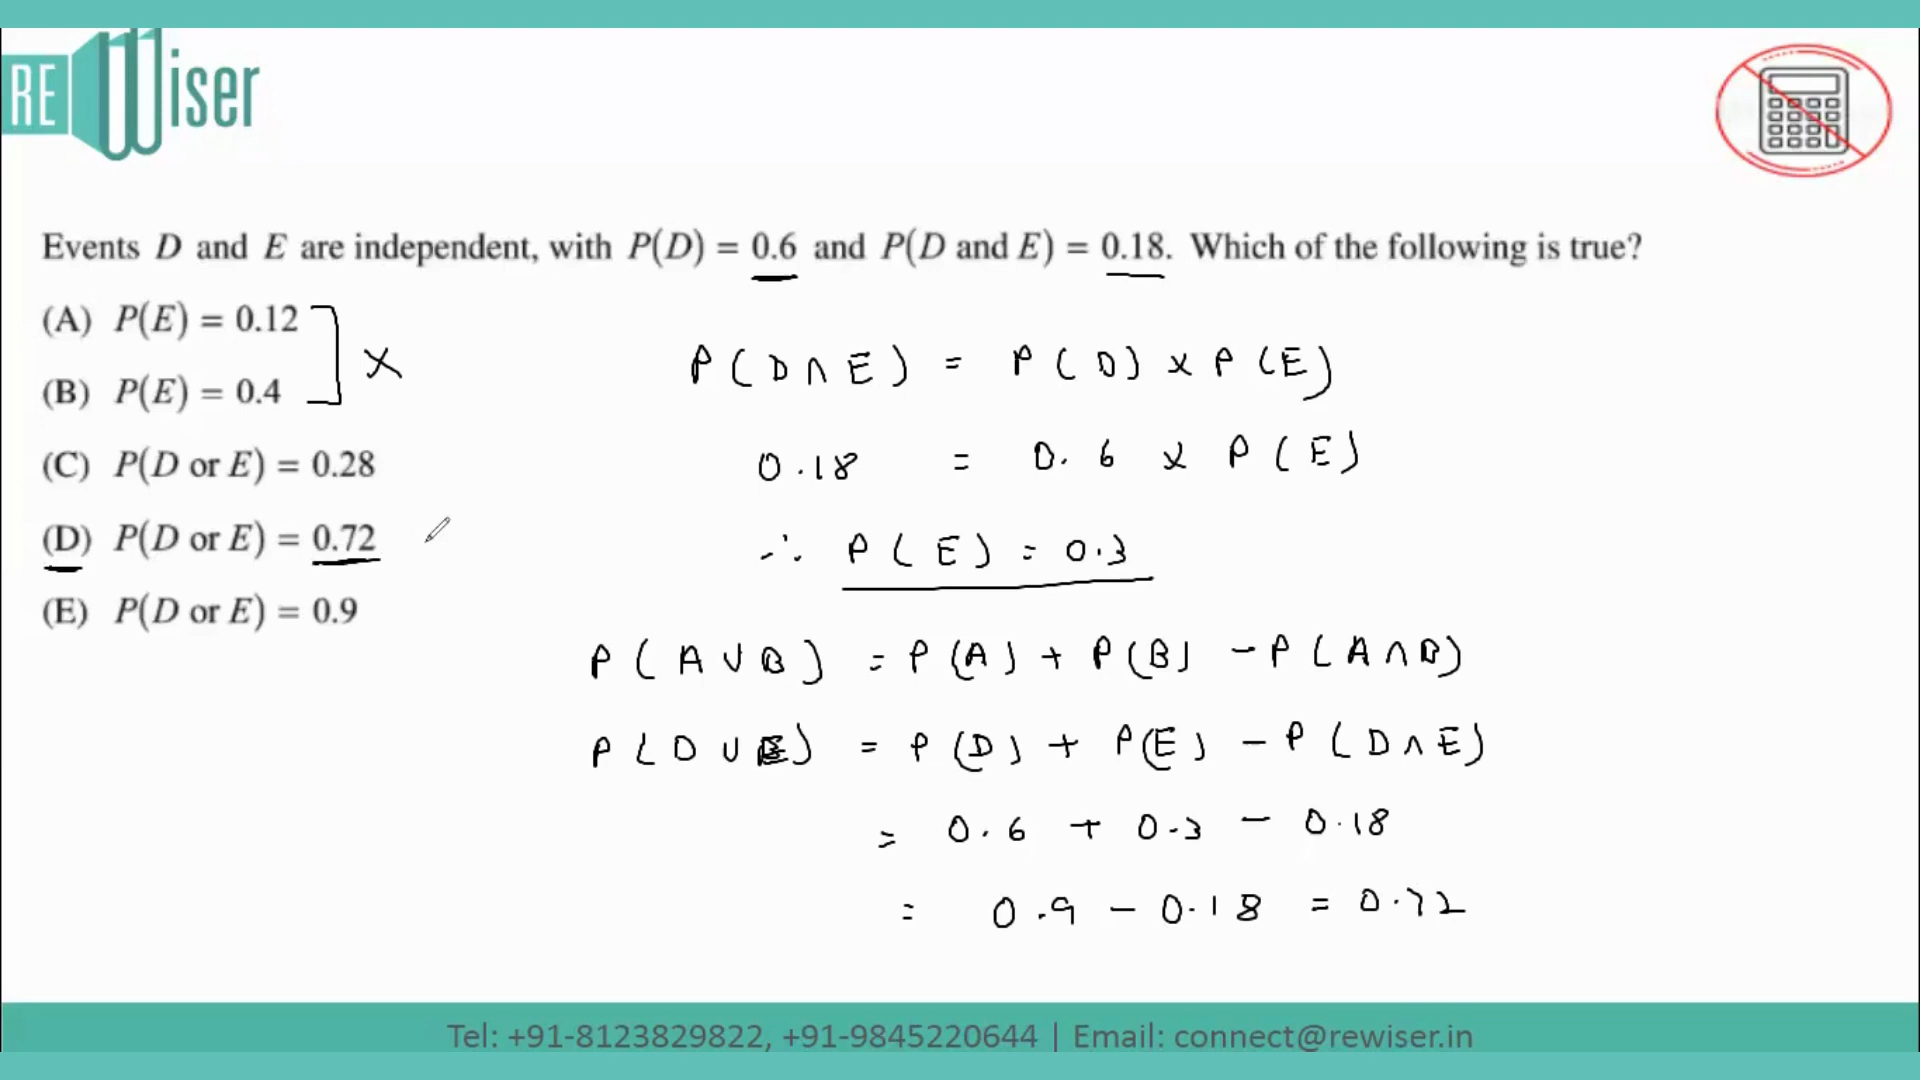 REWiser
Events D and E are independent, with P(D) = 0.6 and P(D and E) = 0.18. Which of the following is true?
(A) P(E) = 0.12
(B) P(E) = 0.4
(C) P(D or E) = 0.28
(D) P(D or E) = 0.72
(E) P(D or E) = 0.9
×
P(D∩E) = P(D) × P(E)
0.18 = 0.6 × P(E)
∴ P(E) = 0.3
P(A∪B) = P(A) + P(B) - P(A∩B)
P(D∪E) = P(D) + P(E) - P(D∩E)
= 0.6 + 0.3 - 0.18
= 0.9 - 0.18 = 0.72
Tel: +91-8123829822, +91-9845220644 | Email: connect@rewiser.in